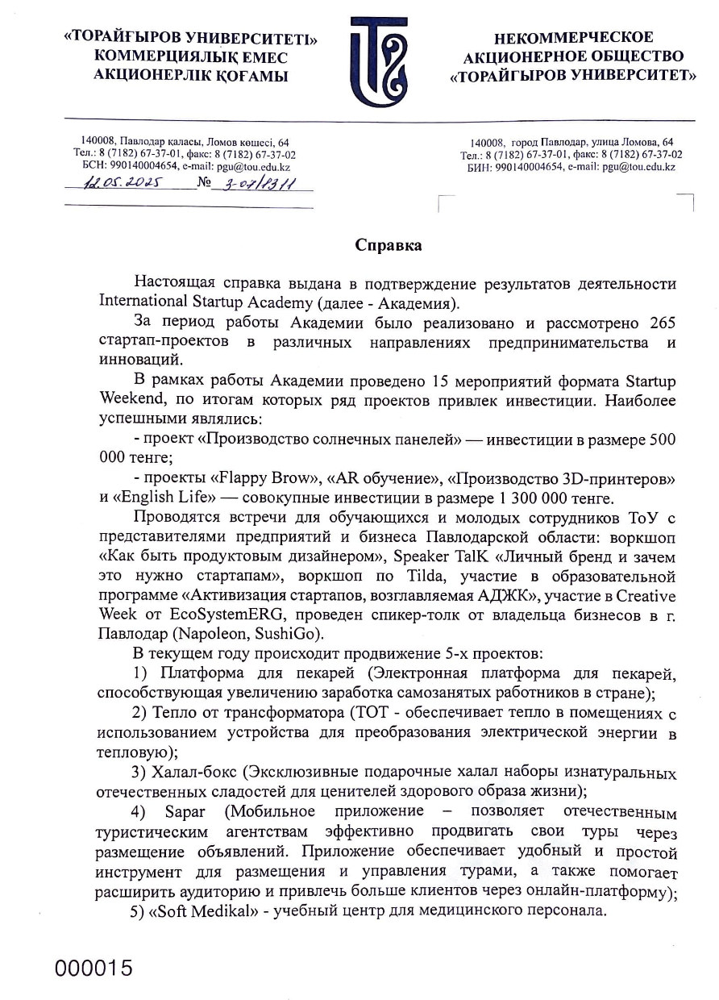 «ТОРАЙҒЫРОВ УНИВЕРСИТЕТІ»
КОММЕРЦИЯЛЫҚ ЕМЕС
АКЦИОНЕРЛІК ҚОҒАМЫ
НЕКОММЕРЧЕСКОЕ
АКЦИОНЕРНОЕ ОБЩЕСТВО
«ТОРАЙГЫРОВ УНИВЕРСИТЕТ»
140008, Павлодар қаласы, Ломов көшесі, 64
Тел.: 8 (7182) 67-37-01, факс: 8 (7182) 67-37-02
БСН: 990140004654, e-mail: pgu@tou.edu.kz
12.05.2025 № 3-07/1311
140008, город Павлодар, улица Ломова, 64
Тел.: 8 (7182) 67-37-01, факс: 8 (7182) 67-37-02
БИН: 990140004654, e-mail: pgu@tou.edu.kz
Справка
Настоящая справка выдана в подтверждение результатов деятельности
International Startup Academy (далее - Академия).
За период работы Академии было реализовано и рассмотрено 265
стартап-проектов в различных направлениях предпринимательства и
инноваций.
В рамках работы Академии проведено 15 мероприятий формата Startup
Weekend, по итогам которых ряд проектов привлек инвестиции. Наиболее
успешными являлись:
- проект «Производство солнечных панелей» — инвестиции в размере 500
000 тенге;
- проекты «Flappy Brow», «AR обучение», «Производство 3D-принтеров»
и «English Life» — совокупные инвестиции в размере 1 300 000 тенге.
Проводятся встречи для обучающихся и молодых сотрудников ТоУ с
представителями предприятий и бизнеса Павлодарской области: воркшоп
«Как быть продуктовым дизайнером», Speaker TalK «Личный бренд и зачем
это нужно стартапам», воркшоп по Tilda, участие в образовательной
программе «Активизация стартапов, возглавляемая АДЖК», участие в Creative
Week от EcoSystemERG, проведен спикер-толк от владельца бизнесов в г.
Павлодар (Napoleon, SushiGo).
В текущем году происходит продвижение 5-х проектов:
1) Платформа для пекарей (Электронная платформа для пекарей,
способствующая увеличению заработка самозанятых работников в стране);
2) Тепло от трансформатора (ТОТ - обеспечивает тепло в помещениях с
использованием устройства для преобразования электрической энергии в
тепловую);
3) Халал-бокс (Эксклюзивные подарочные халал наборы изнатуральных
отечественных сладостей для ценителей здорового образа жизни);
4) Sapar (Мобильное приложение – позволяет отечественным
туристическим агентствам эффективно продвигать свои туры через
размещение объявлений. Приложение обеспечивает удобный и простой
инструмент для размещения и управления турами, а также помогает
расширить аудиторию и привлечь больше клиентов через онлайн-платформу);
5) «Soft Medikal» - учебный центр для медицинского персонала.
000015